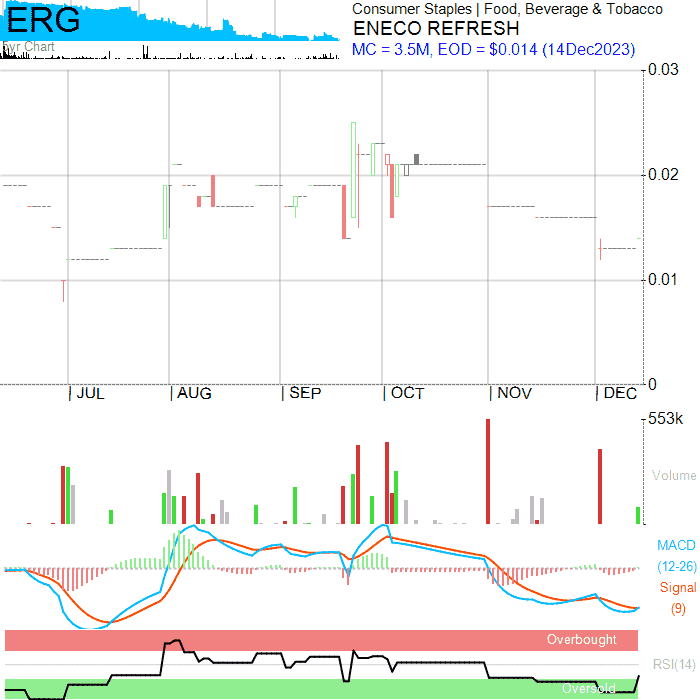 ERG
5yr Chart
Consumer Staples | Food, Beverage & Tobacco
ENECO REFRESH
MC = 3.5M, EOD = $0.014 (14Dec2023)
0.03
0.02
0.01
0
| JUL | AUG | SEP | OCT | NOV | DEC
553k
Volume
MACD
(12-26)
Signal
(9)
Overbought
RSI(14)
Oversold